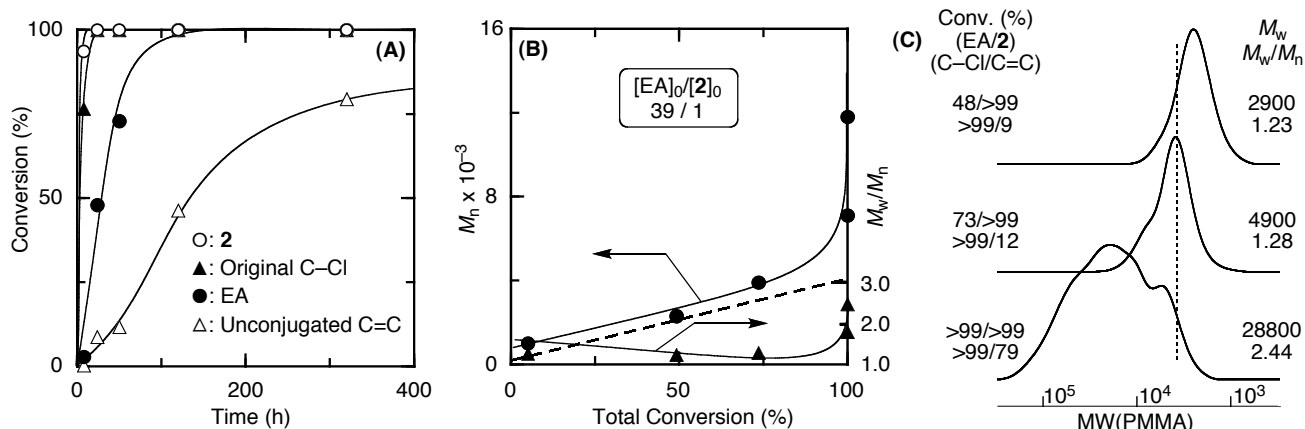 100
50
0
0
200
400
Conversion (%)
Time (h)
(A)
○: 2
▲: Original C–Cl
●: EA
△: Unconjugated C=C
(B)
16
8
4
0
Mn x 10–3
[EA]0/[2]0
39 / 1
3.0
2.0
1.0
Mw/Mn
0
50
100
Total Conversion (%)
(C)
Conv. (%)
(EA/2)
(C–Cl/C=C)
Mw
Mw/Mn
48/>99
>99/9
2900
1.23
73/>99
>99/12
4900
1.28
>99/>99
>99/79
28800
2.44
105
104
103
MW(PMMA)